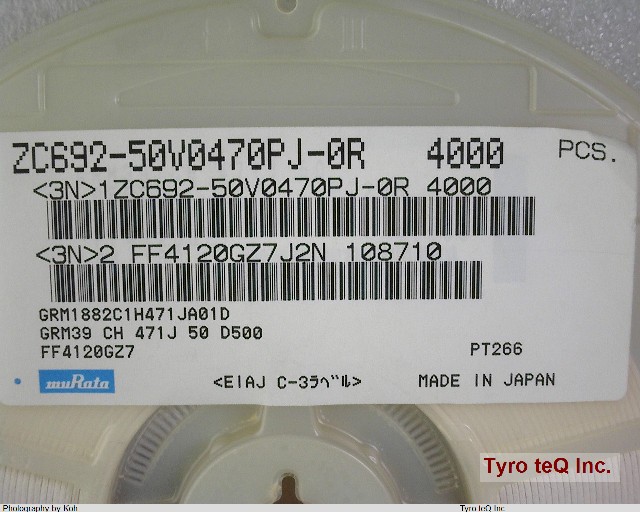 ZC692-50V0470PJ-0R 4000 PCS.
<3N>1ZC692-50V0470PJ-0R 4000
<3N>2 FF4120GZ7J2N 108710
GRM1882C1H471JA01D
GRM39 CH 471J 50 D500
FF4120GZ7
PT266
muRata
<EIAJ C-3ラベル>
MADE IN JAPAN
Tyro teQ Inc.
Photography by Koh
Tyro teQ Inc